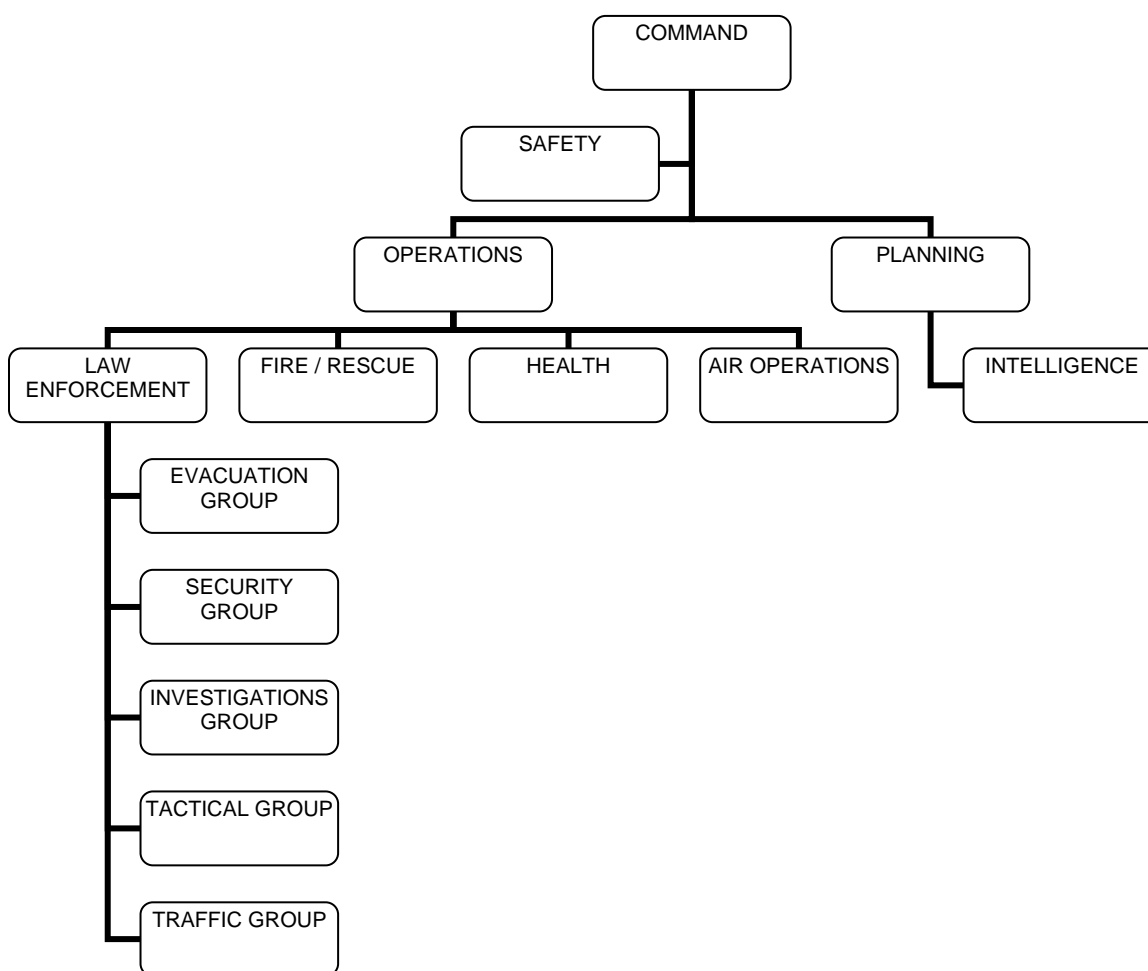 COMMAND
SAFETY
OPERATIONS
PLANNING
LAW
ENFORCEMENT
FIRE / RESCUE
HEALTH
AIR OPERATIONS
INTELLIGENCE
EVACUATION
GROUP
SECURITY
GROUP
INVESTIGATIONS
GROUP
TACTICAL GROUP
TRAFFIC GROUP